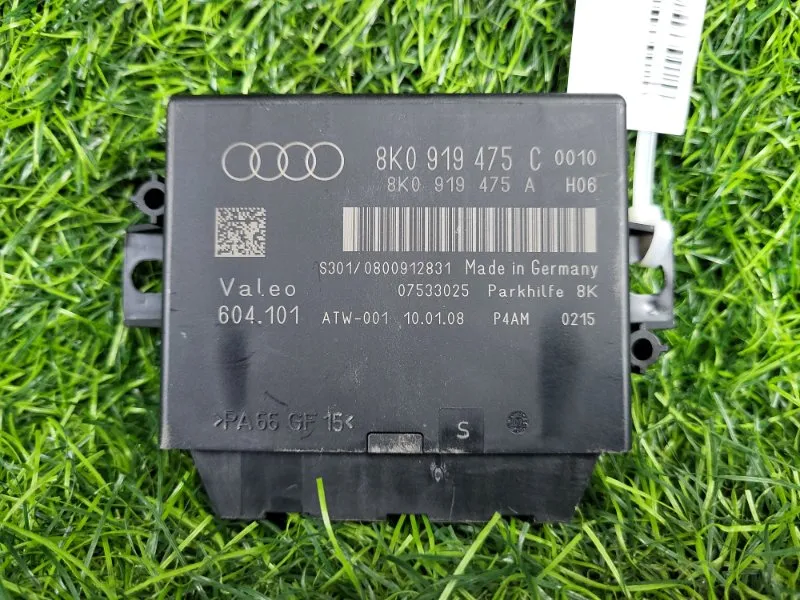 8K0 919 475 C 0010
8K0 919 475 A H06
S301/0800912831 Made in Germany
Valeo 07533025 Parkhilfe 8K
604.101 ATW-001 10.01.08 P4AM 0215
>PA66 GF 15<
S